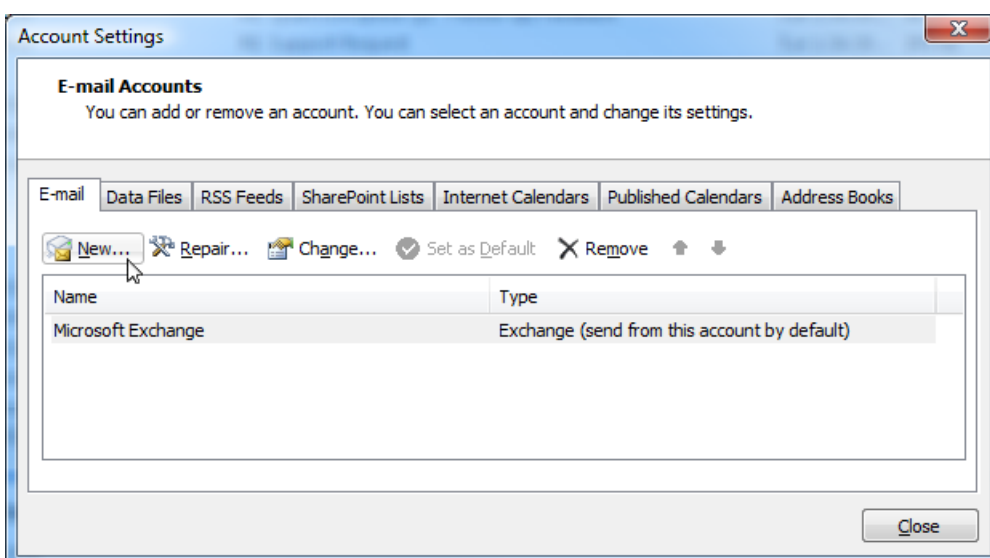 Account Settings
E-mail Accounts
You can add or remove an account. You can select an account and change its settings.
E-mail Data Files RSS Feeds SharePoint Lists Internet Calendars Published Calendars Address Books
New... Repair... Change... Set as Default Remove
Name Type
Microsoft Exchange Exchange (send from this account by default)
Close